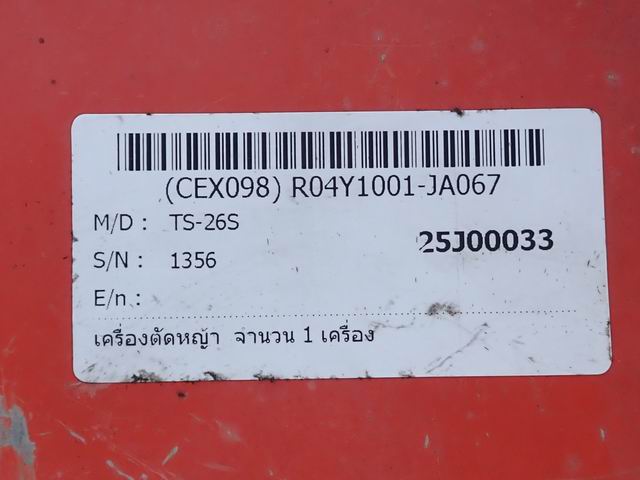 (CEX098) R04Y1001-JA067
M/D : TS-26S
25J00033
S/N : 1356
E/n :
เครื่องตัดหญ้า จำนวน 1 เครื่อง